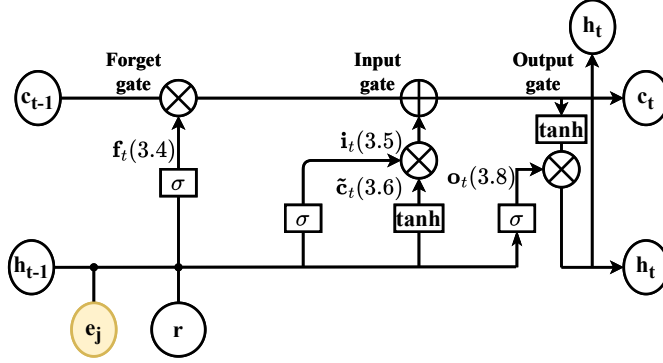 h_t
Forget gate
Input gate
Output gate
c_{t-1}
c_t
f_t(3.4)
i_t(3.5)
tanh
σ
c̃_t(3.6)
o_t(3.8)
σ
tanh
σ
h_{t-1}
h_t
e_j
r